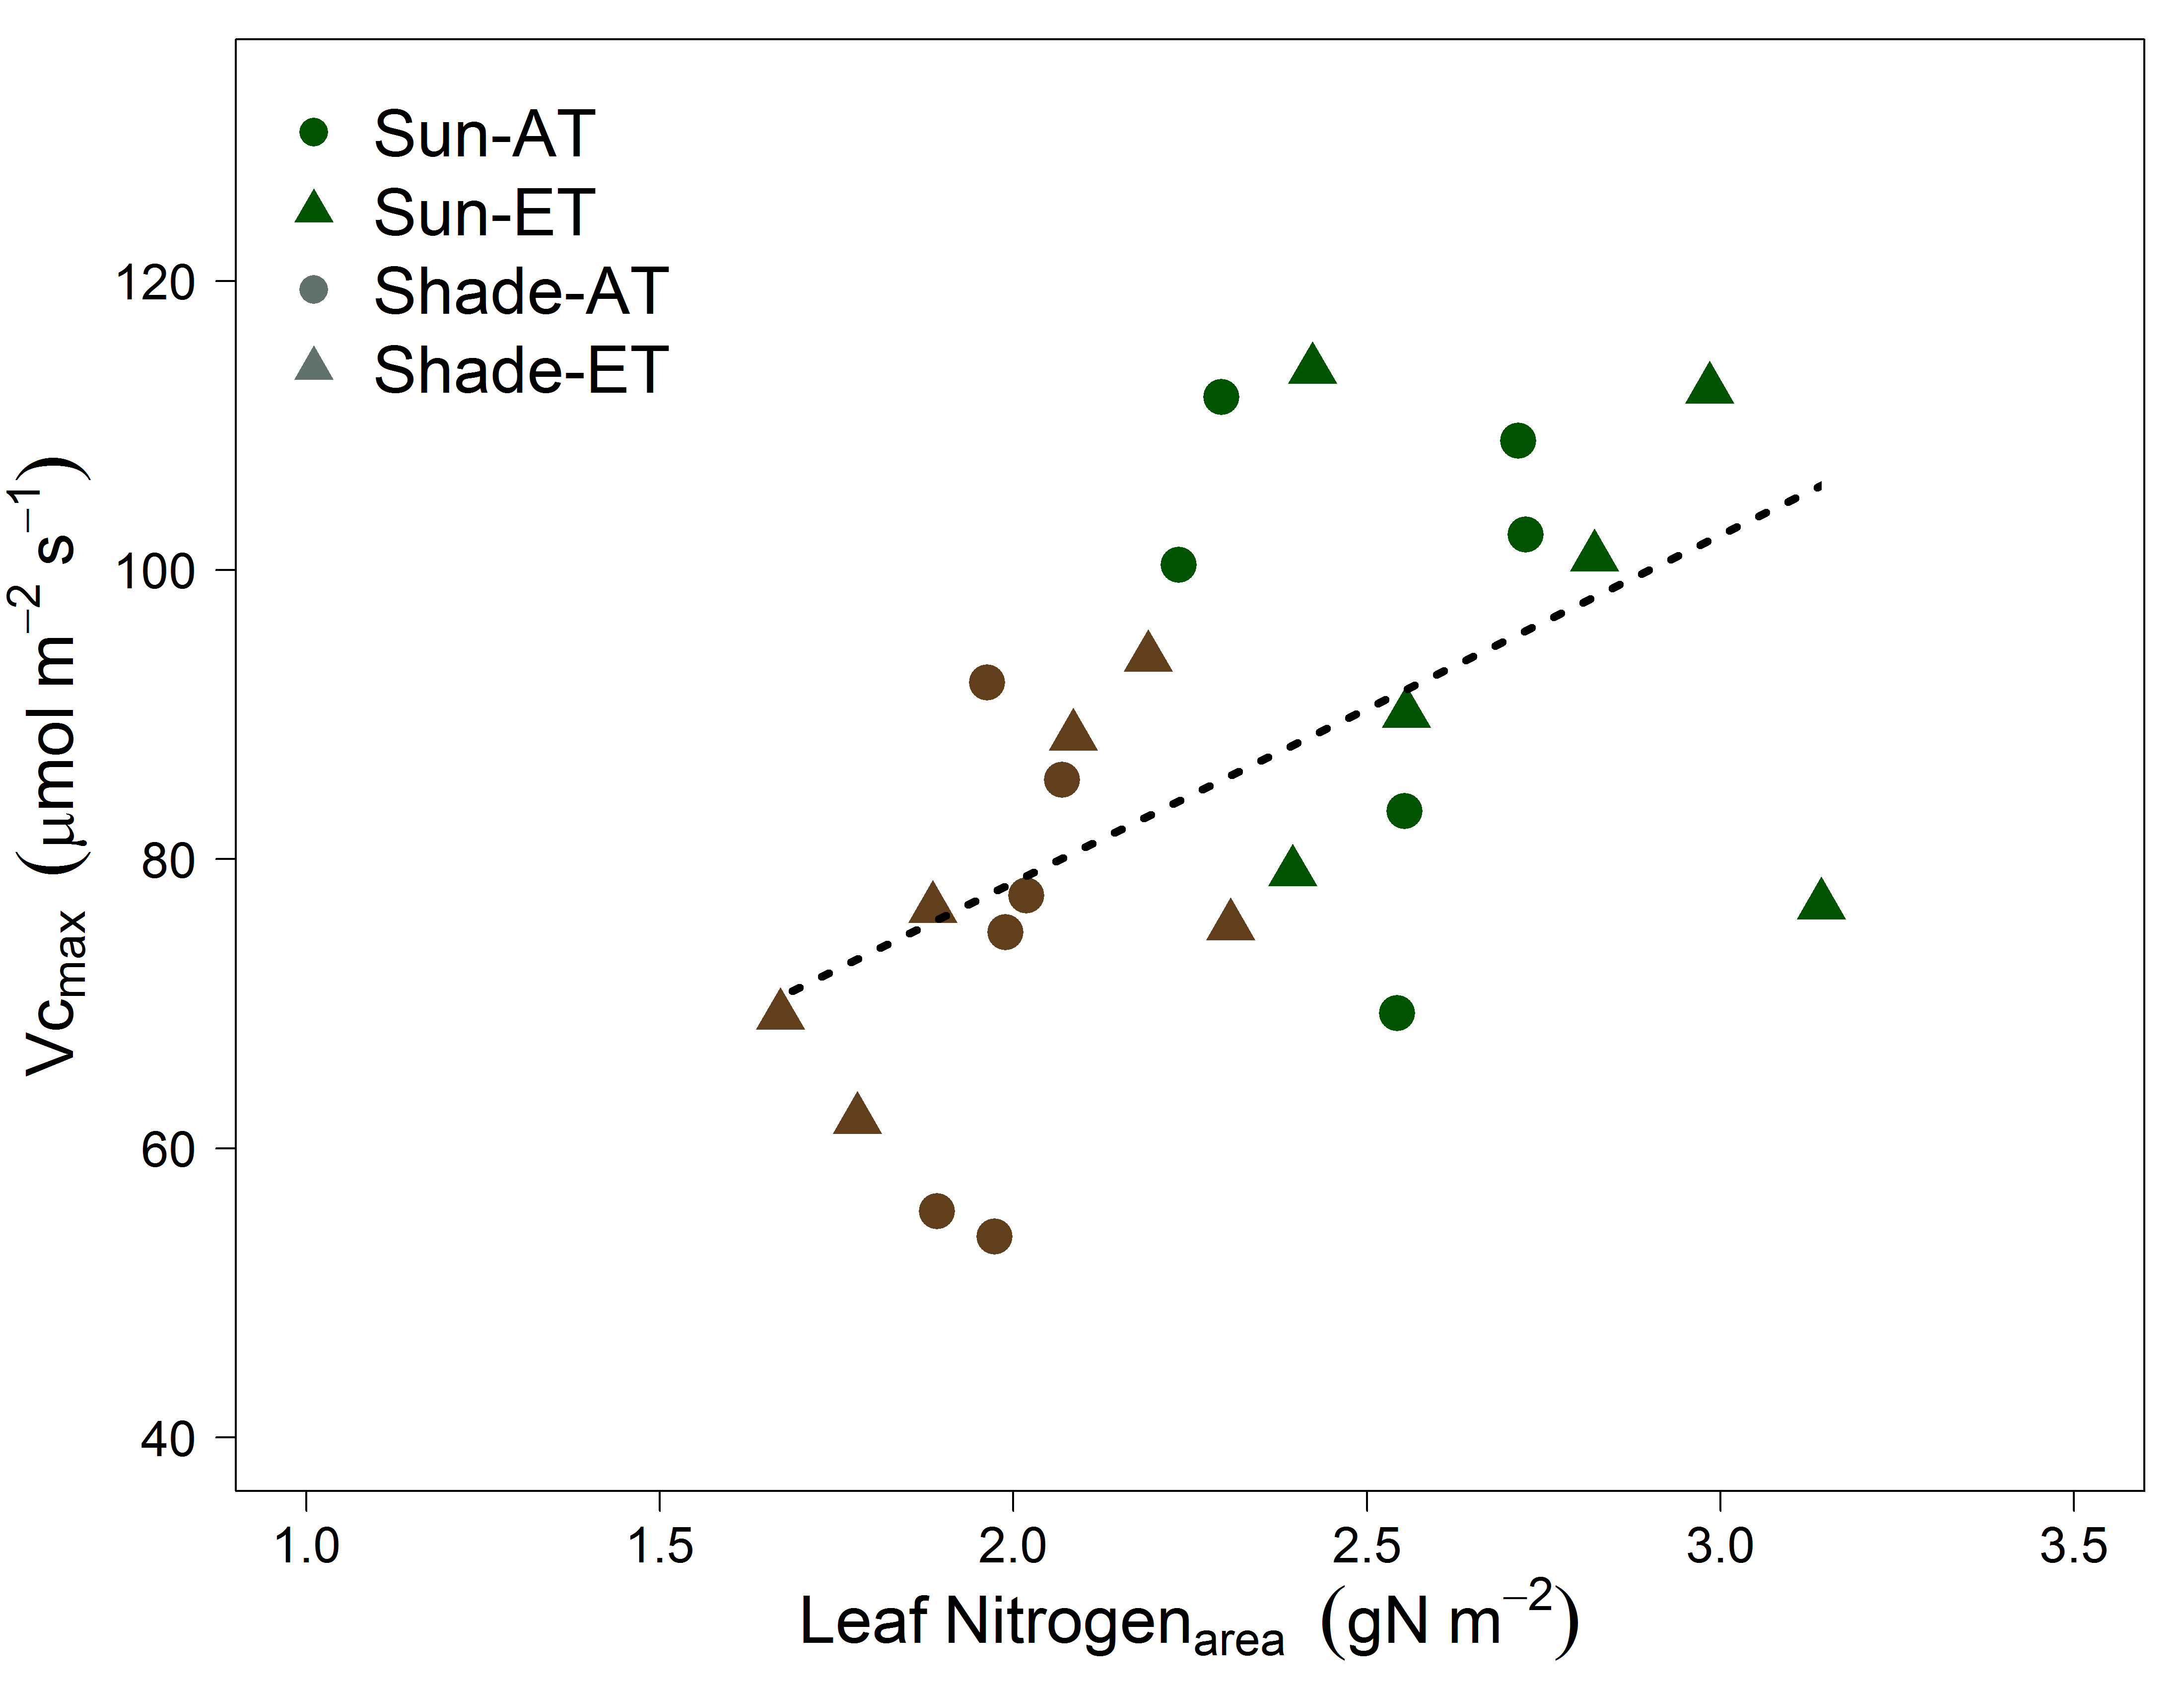 Sun-AT
Sun-ET
Shade-AT
Shade-ET
120
100
80
60
40
Vcmax (μmol m−2 s−1)
1.0 1.5 2.0 2.5 3.0 3.5
Leaf Nitrogenarea (gN m−2)